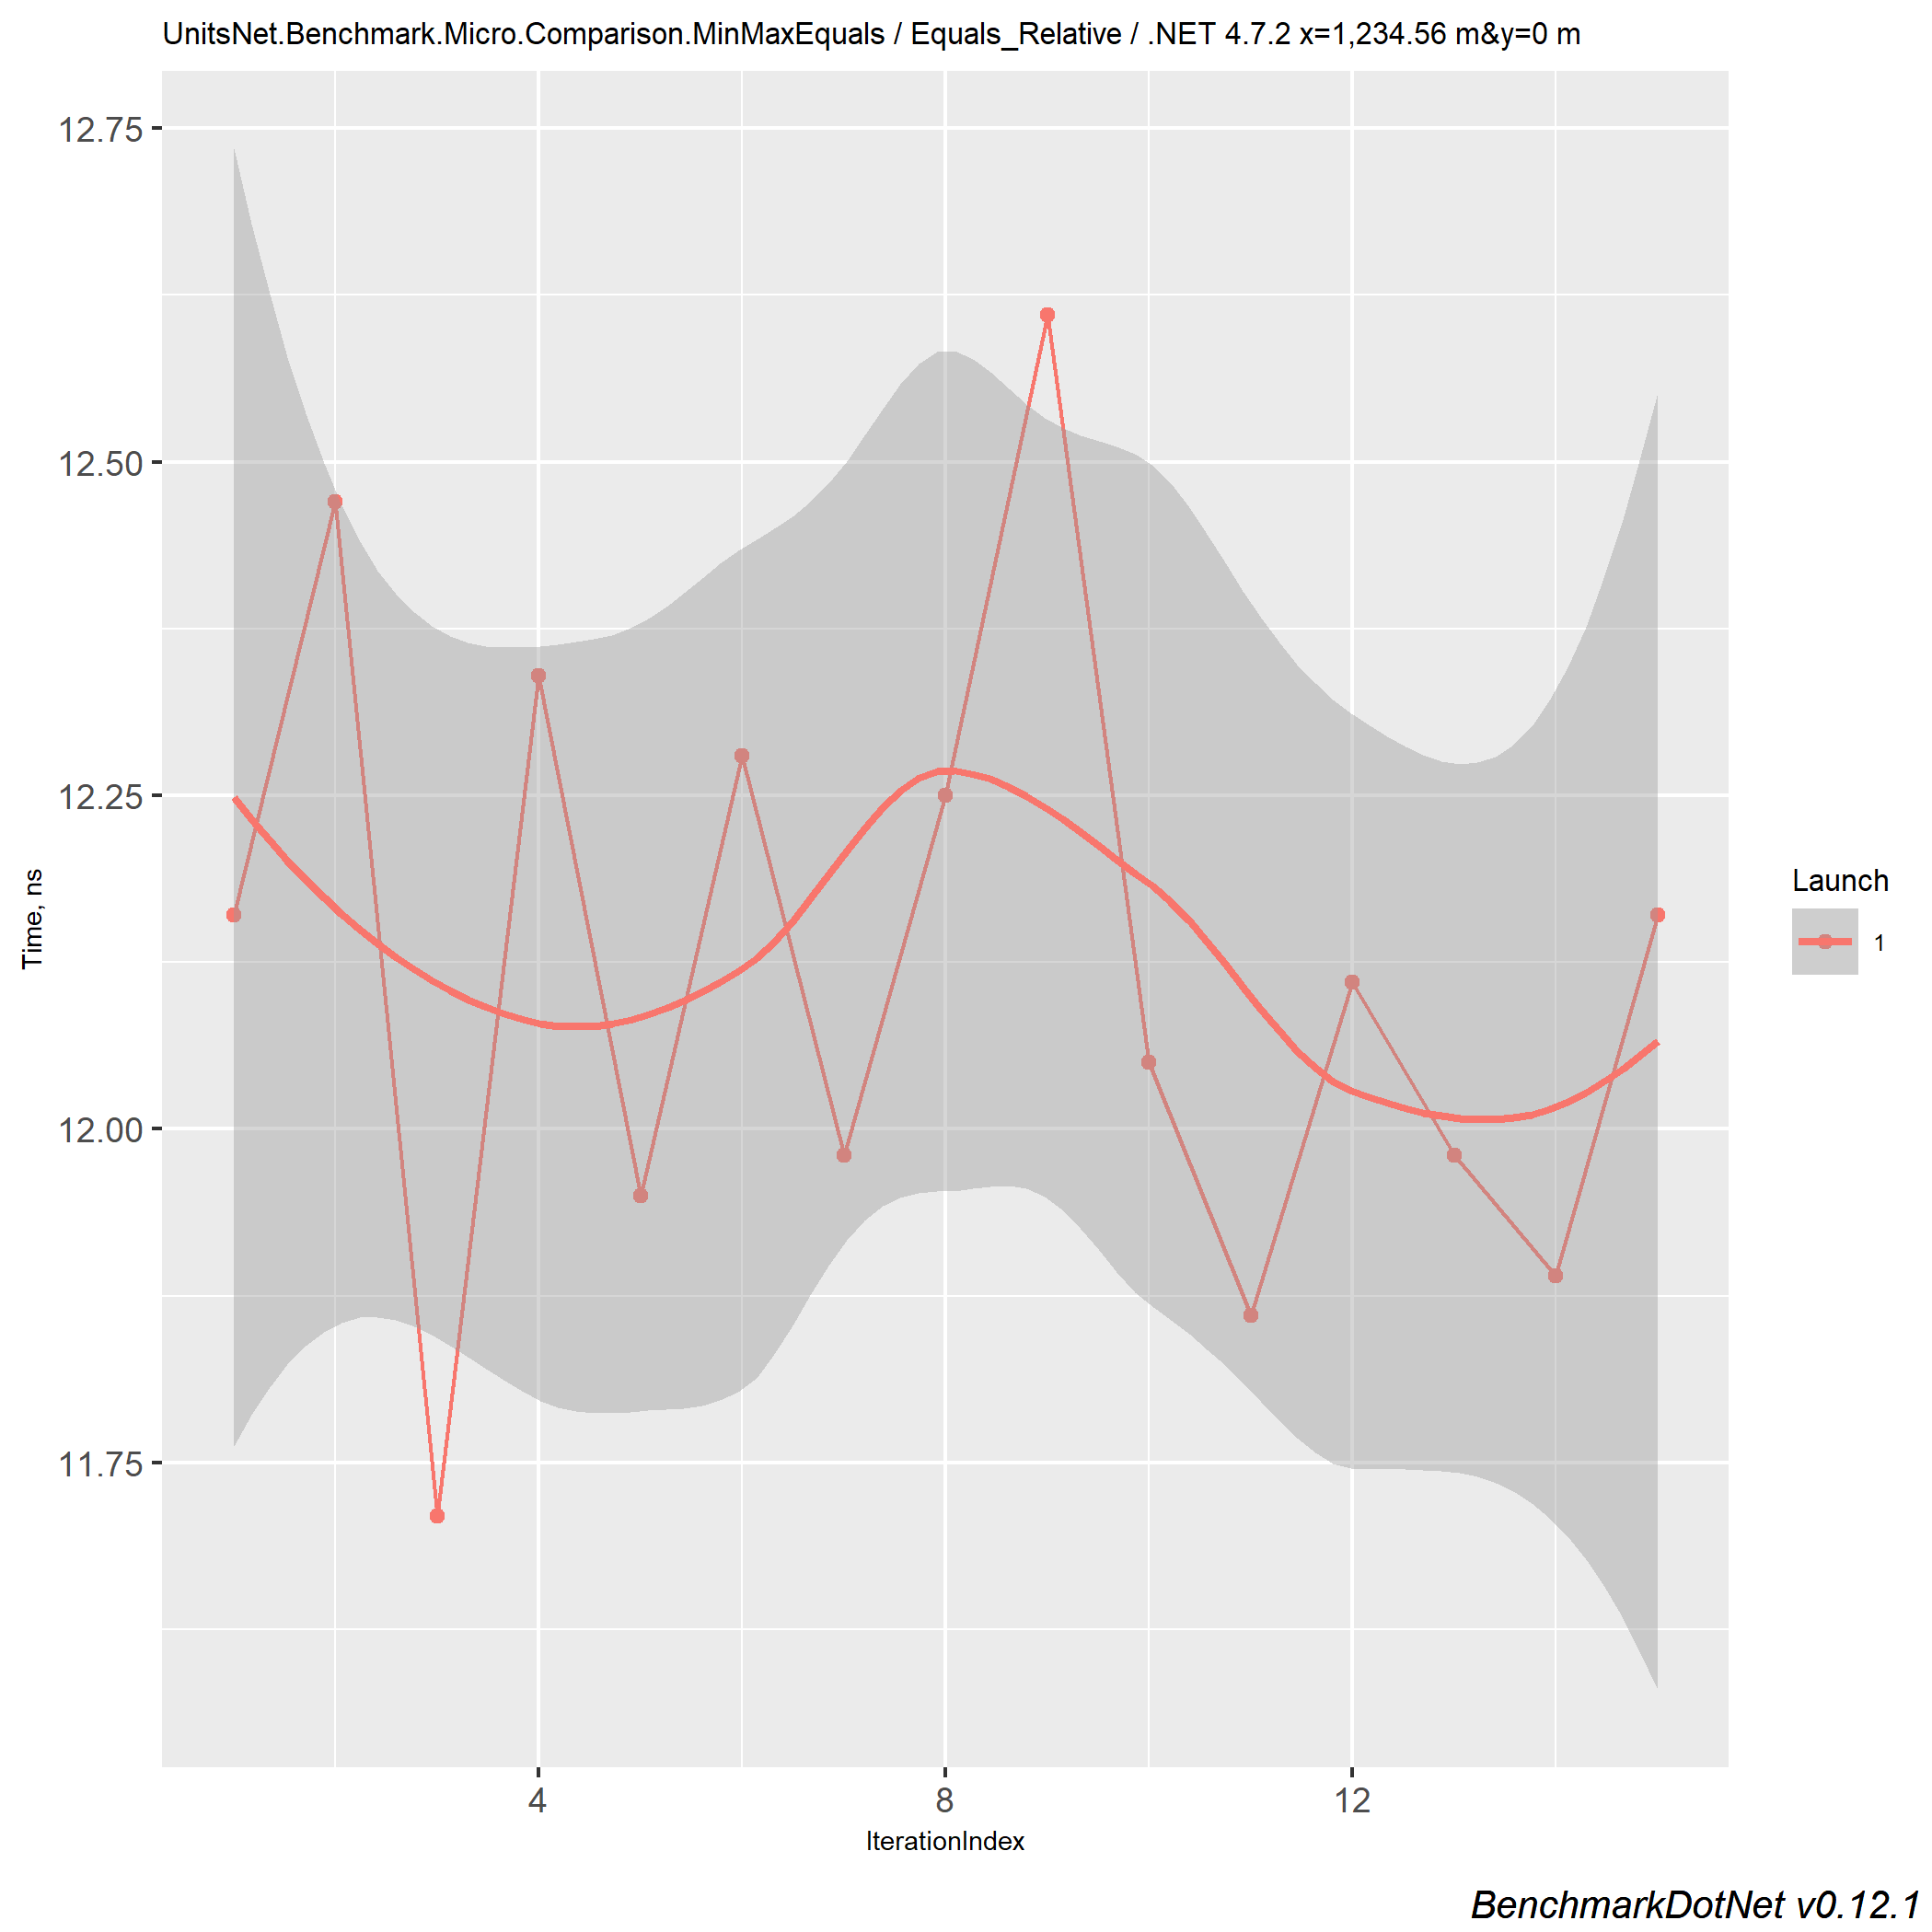 UnitsNet.Benchmark.Micro.Comparison.MinMaxEquals / Equals_Relative / .NET 4.7.2 x=1,234.56 m&y=0 m
12.75
12.50
12.25
12.00
11.75
Time, ns
4
8
12
IterationIndex
Launch
1
BenchmarkDotNet v0.12.1